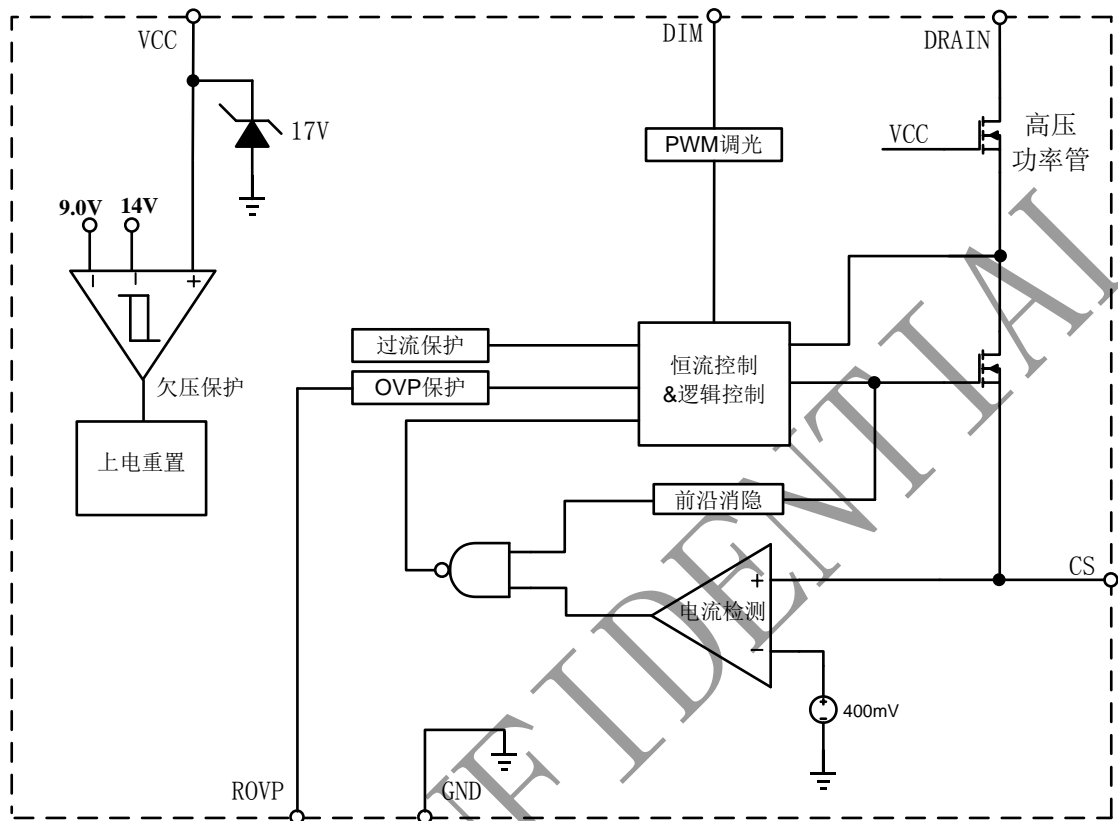 VCC
DIM
DRAIN
17V
PWM调光
VCC
高压
功率管
9.0V
14V
欠压保护
上电重置
过流保护
OVP保护
恒流控制
&逻辑控制
前沿消隐
电流检测
CS
400mV
ROVP
GND